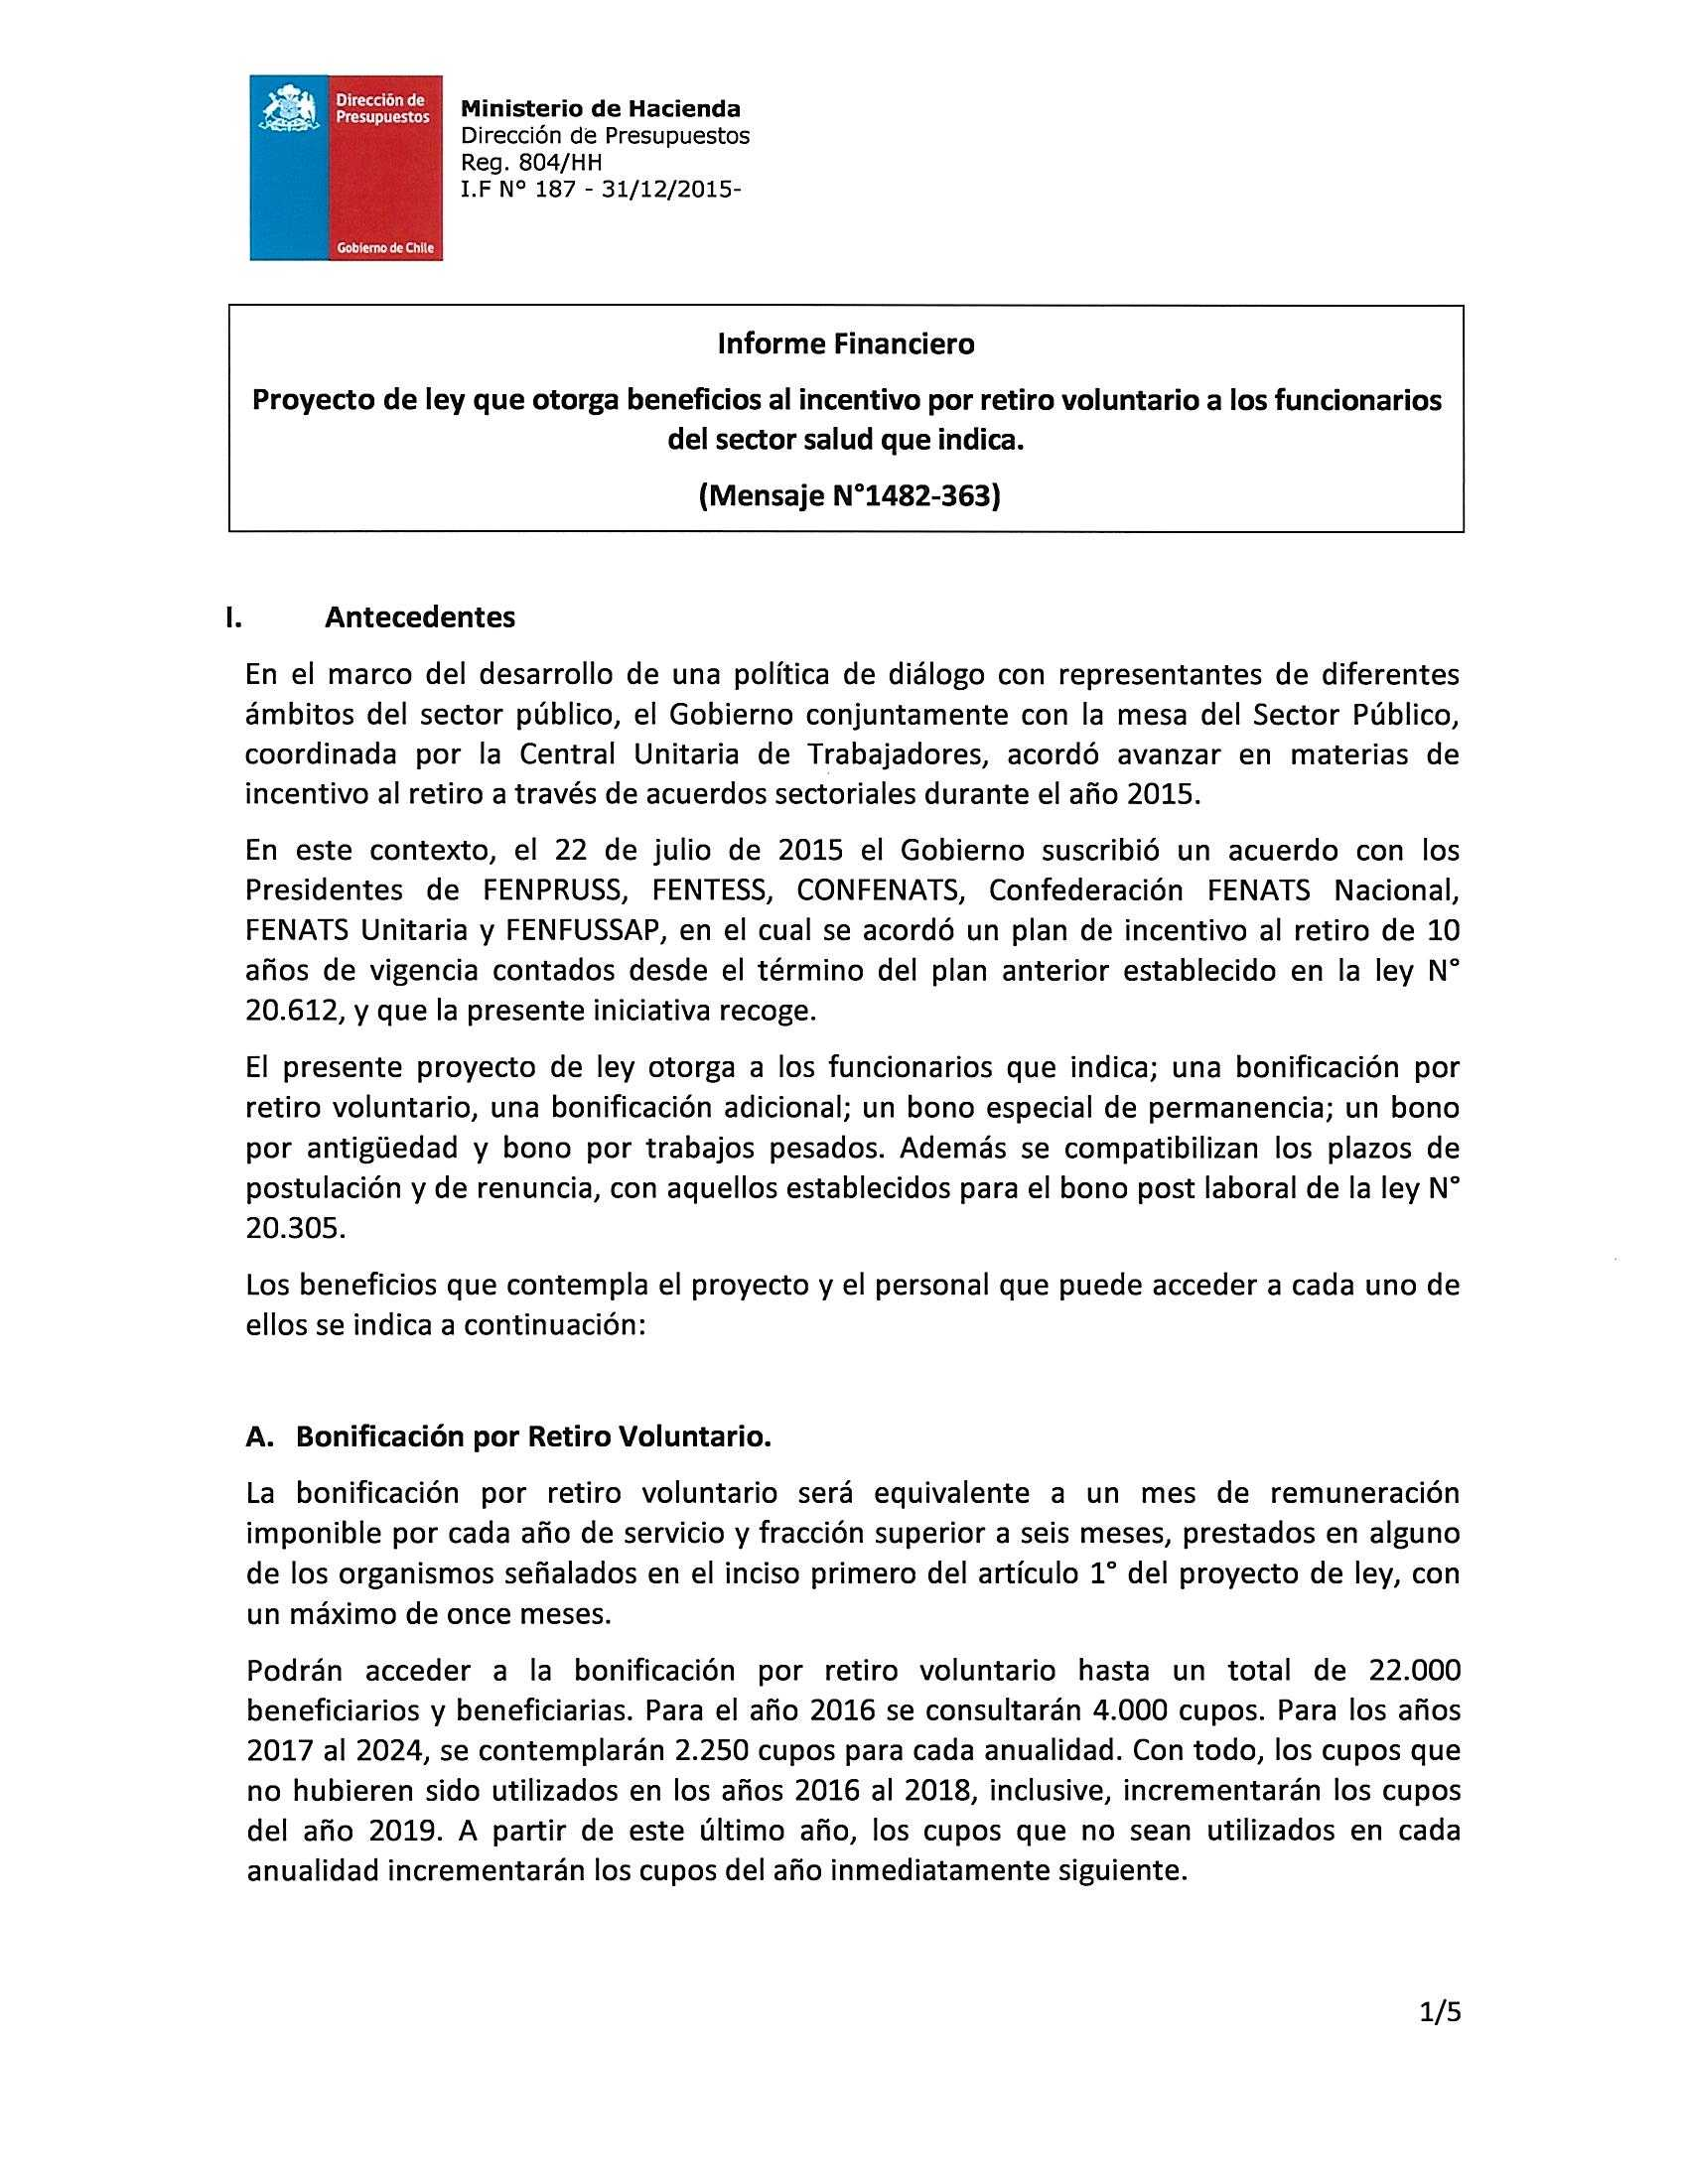 Dirección de
Presupuestos
Gobierno de Chile
Ministerio de Hacienda
Dirección de Presupuestos
Reg. 804/HH
I.F N° 187 - 31/12/2015-
Informe Financiero
Proyecto de ley que otorga beneficios al incentivo por retiro voluntario a los funcionarios
del sector salud que indica.
(Mensaje N°1482-363)
I. Antecedentes
En el marco del desarrollo de una política de diálogo con representantes de diferentes
ámbitos del sector público, el Gobierno conjuntamente con la mesa del Sector Público,
coordinada por la Central Unitaria de Trabajadores, acordó avanzar en materias de
incentivo al retiro a través de acuerdos sectoriales durante el año 2015.
En este contexto, el 22 de julio de 2015 el Gobierno suscribió un acuerdo con los
Presidentes de FENPRUSS, FENTESS, CONFENATS, Confederación FENATS Nacional,
FENATS Unitaria y FENFUSSAP, en el cual se acordó un plan de incentivo al retiro de 10
años de vigencia contados desde el término del plan anterior establecido en la ley N°
20.612, y que la presente iniciativa recoge.
El presente proyecto de ley otorga a los funcionarios que indica; una bonificación por
retiro voluntario, una bonificación adicional; un bono especial de permanencia; un bono
por antigüedad y bono por trabajos pesados. Además se compatibilizan los plazos de
postulación y de renuncia, con aquellos establecidos para el bono post laboral de la ley N°
20.305.
Los beneficios que contempla el proyecto y el personal que puede acceder a cada uno de
ellos se indica a continuación:
A. Bonificación por Retiro Voluntario.
La bonificación por retiro voluntario será equivalente a un mes de remuneración
imponible por cada año de servicio y fracción superior a seis meses, prestados en alguno
de los organismos señalados en el inciso primero del artículo 1° del proyecto de ley, con
un máximo de once meses.
Podrán acceder a la bonificación por retiro voluntario hasta un total de 22.000
beneficiarios y beneficiarias. Para el año 2016 se consultarán 4.000 cupos. Para los años
2017 al 2024, se contemplarán 2.250 cupos para cada anualidad. Con todo, los cupos que
no hubieren sido utilizados en los años 2016 al 2018, inclusive, incrementarán los cupos
del año 2019. A partir de este último año, los cupos que no sean utilizados en cada
anualidad incrementarán los cupos del año inmediatamente siguiente.
1/5